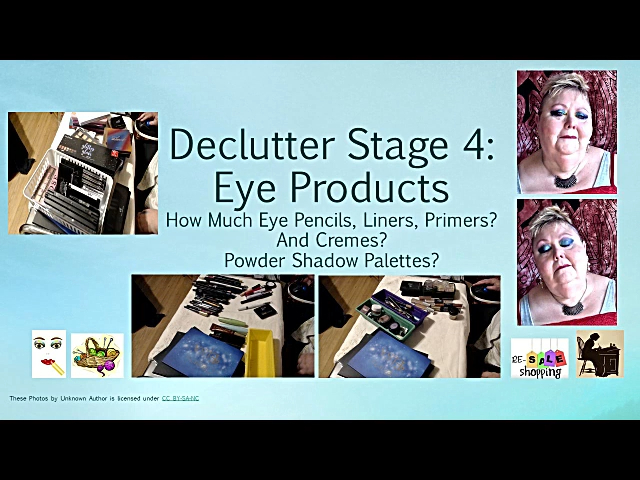 Declutter Stage 4:
Eye Products
How Much Eye Pencils, Liners, Primers?
And Cremes?
Powder Shadow Palettes?
RE-SALE
shopping
These Photos by Unknown Author is licensed under CC BY-SA-NC